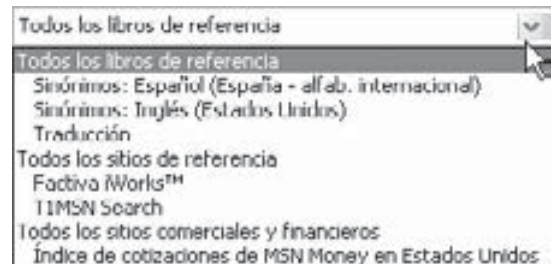 Todos los libros de referencia
Todos los libros de referencia
Sinónimos: Español (España - alfab. internacional)
Sinónimos: Inglés (Estados Unidos)
Traducción
Todos los sitios de referencia
Factiva iWorks™
T1MSN Search
Todos los sitios comerciales y financieros
Índice de cotizaciones de MSN Money en Estados Unidos